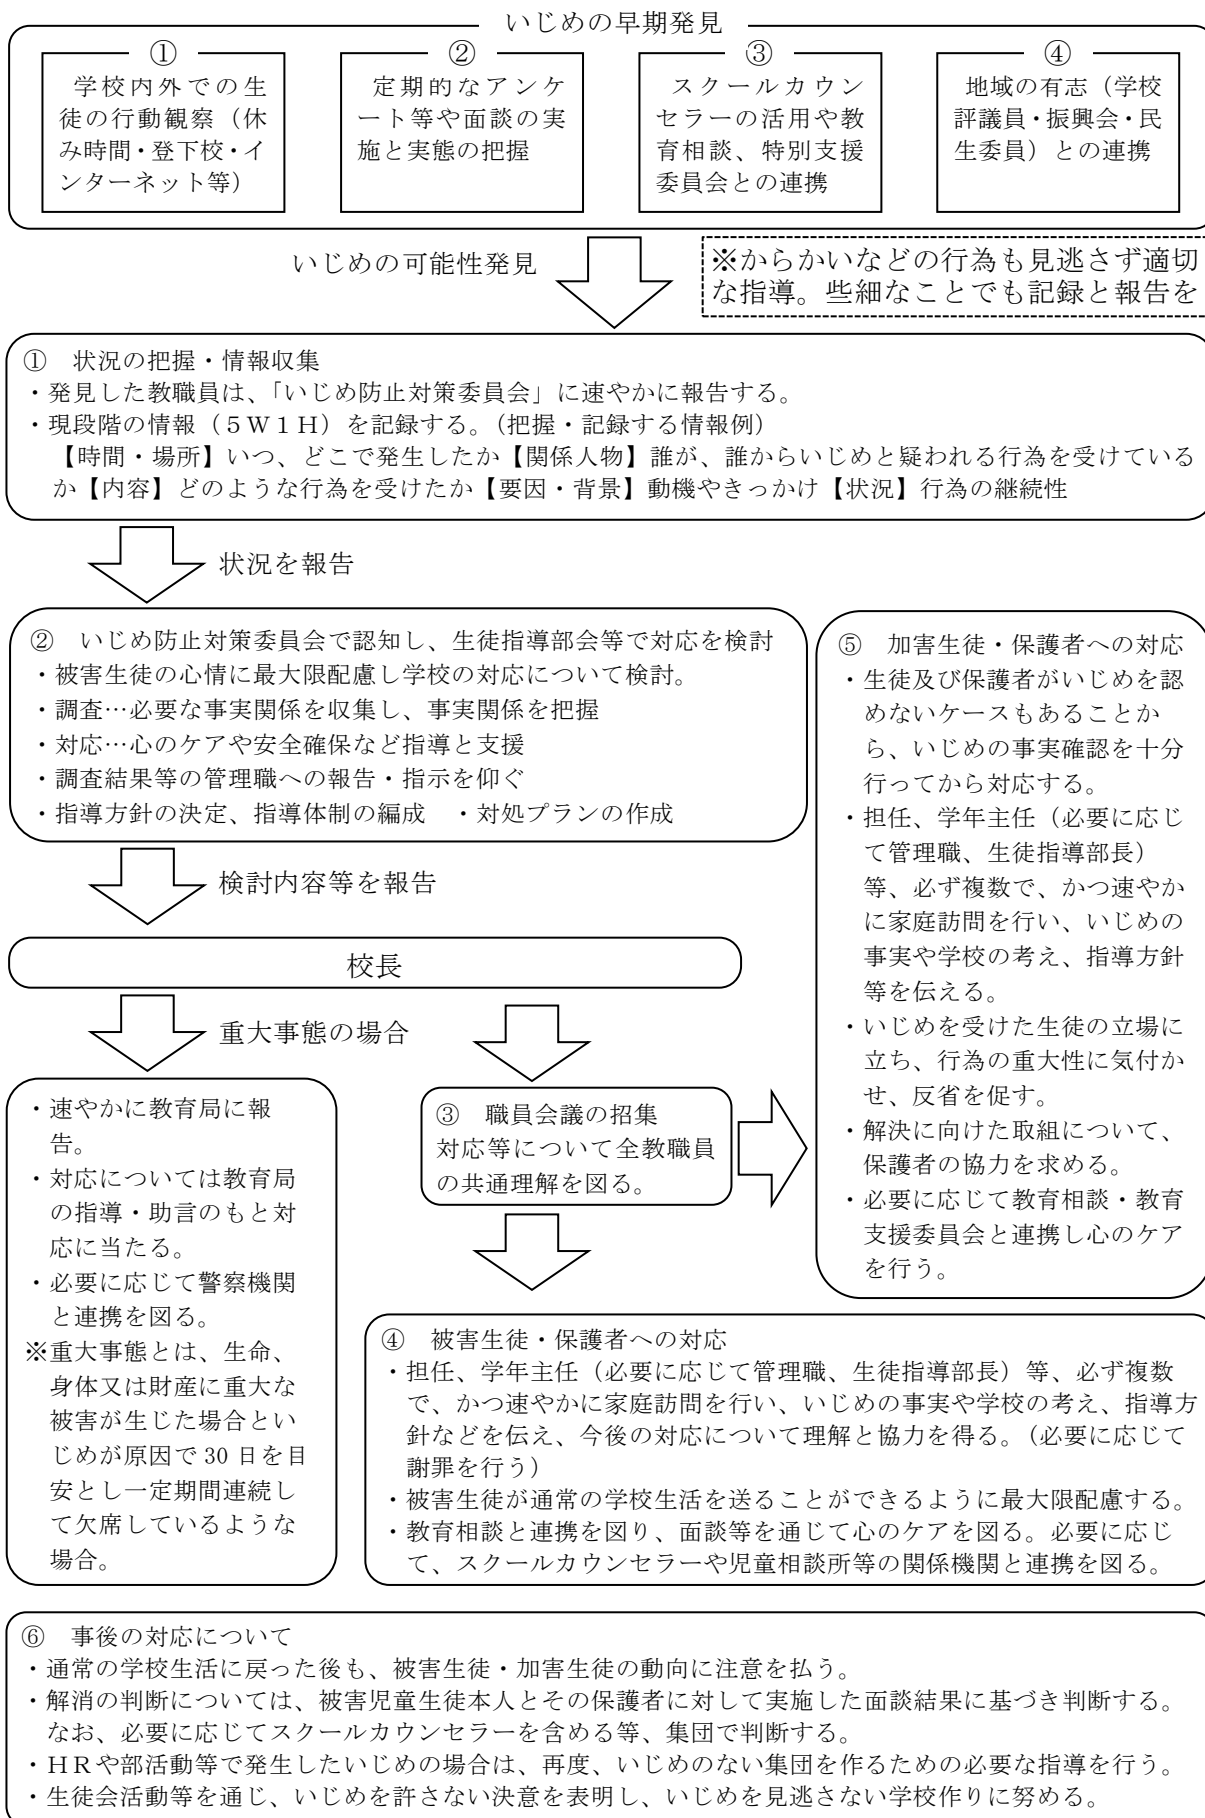 いじめの早期発見
①
学校内外での生
徒の行動観察（休
み時間・登下校・イ
ンターネット等）
②
定期的なアンケ
ート等や面談の実
施と実態の把握
③
スクールカウン
セラーの活用や教
育相談、特別支援
委員会との連携
④
地域の有志（学校
評議員・振興会・民
生委員）との連携
いじめの可能性発見
※からかいなどの行為も見逃さず適切
な指導。些細なことでも記録と報告を
①　状況の把握・情報収集
・発見した教職員は、「いじめ防止対策委員会」に速やかに報告する。
・現段階の情報（５Ｗ１Ｈ）を記録する。（把握・記録する情報例）
【時間・場所】いつ、どこで発生したか【関係人物】誰が、誰からいじめと疑われる行為を受けている
か【内容】どのような行為を受けたか【要因・背景】動機やきっかけ【状況】行為の継続性
状況を報告
②　いじめ防止対策委員会で認知し、生徒指導部会等で対応を検討
・被害生徒の心情に最大限配慮し学校の対応について検討。
・調査…必要な事実関係を収集し、事実関係を把握
・対応…心のケアや安全確保など指導と支援
・調査結果等の管理職への報告・指示を仰ぐ
・指導方針の決定、指導体制の編成　・対処プランの作成
検討内容等を報告
校長
重大事態の場合
・速やかに教育局に報
告。
・対応については教育局
の指導・助言のもと対
応に当たる。
・必要に応じて警察機関
と連携を図る。
※重大事態とは、生命、
身体又は財産に重大な
被害が生じた場合とい
じめが原因で 30 日を目
安とし一定期間連続し
て欠席しているような
場合。
③　職員会議の招集
対応等について全教職員
の共通理解を図る。
⑤　加害生徒・保護者への対応
・生徒及び保護者がいじめを認
めないケースもあることか
ら、いじめの事実確認を十分
行ってから対応する。
・担任、学年主任（必要に応じ
て管理職、生徒指導部長）
等、必ず複数で、かつ速やか
に家庭訪問を行い、いじめの
事実や学校の考え、指導方針
等を伝える。
・いじめを受けた生徒の立場に
立ち、行為の重大性に気付か
せ、反省を促す。
・解決に向けた取組について、
保護者の協力を求める。
・必要に応じて教育相談・教育
支援委員会と連携し心のケア
を行う。
④　被害生徒・保護者への対応
・担任、学年主任（必要に応じて管理職、生徒指導部長）等、必ず複数
で、かつ速やかに家庭訪問を行い、いじめの事実や学校の考え、指導方
針などを伝え、今後の対応について理解と協力を得る。（必要に応じて
謝罪を行う）
・被害生徒が通常の学校生活を送ることができるように最大限配慮する。
・教育相談と連携を図り、面談等を通じて心のケアを図る。必要に応じ
て、スクールカウンセラーや児童相談所等の関係機関と連携を図る。
⑥　事後の対応について
・通常の学校生活に戻った後も、被害生徒・加害生徒の動向に注意を払う。
・解消の判断については、被害児童生徒本人とその保護者に対して実施した面談結果に基づき判断する。
なお、必要に応じてスクールカウンセラーを含める等、集団で判断する。
・ＨＲや部活動等で発生したいじめの場合は、再度、いじめのない集団を作るための必要な指導を行う。
・生徒会活動等を通じ、いじめを許さない決意を表明し、いじめを見逃さない学校作りに努める。